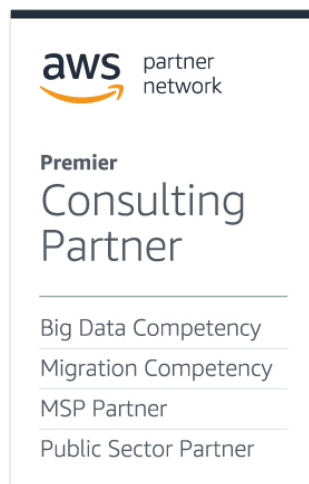 aws partner
network
Premier
Consulting
Partner
Big Data Competency
Migration Competency
MSP Partner
Public Sector Partner